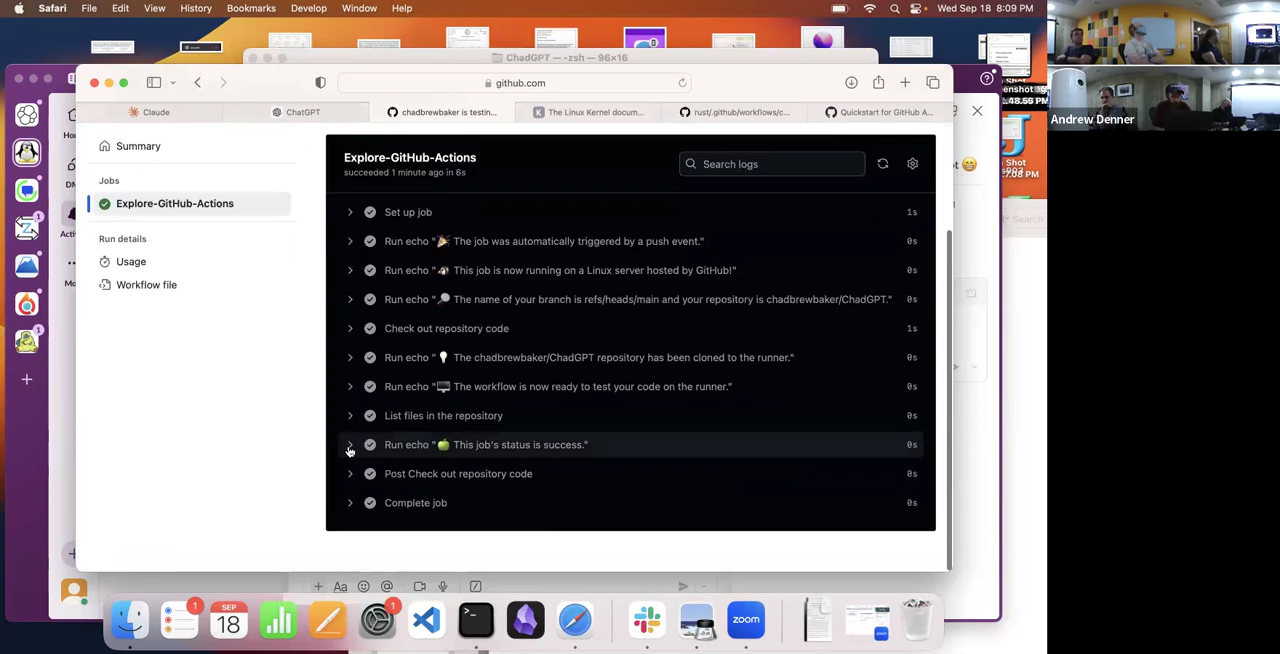 Safari File Edit View History Bookmarks Develop Window Help
Wed Sep 18 8:09 PM
ChadGPT — -zsh — 96×16
github.com
Claude
ChatGPT
chadbrewbaker is testin...
The Linux Kernel docum...
rust/.github/workflows/c...
Quickstart for GitHub A...
Andrew Denner
Summary
Jobs
Explore-GitHub-Actions
Run details
Usage
Workflow file
Explore-GitHub-Actions
succeeded 1 minute ago in 6s
Search logs
Set up job 1s
Run echo "🎉 The job was automatically triggered by a push event." 0s
Run echo "🐧 This job is now running on a Linux server hosted by GitHub!" 0s
Run echo "🔎 The name of your branch is refs/heads/main and your repository is chadbrewbaker/ChadGPT." 0s
Check out repository code 1s
Run echo "💡 The chadbrewbaker/ChadGPT repository has been cloned to the runner." 0s
Run echo "🖥️ The workflow is now ready to test your code on the runner." 0s
List files in the repository 0s
Run echo "🍏 This job's status is success." 0s
Post Check out repository code 0s
Complete job 0s
Search
Aa
SEP
18
1
1
zoom